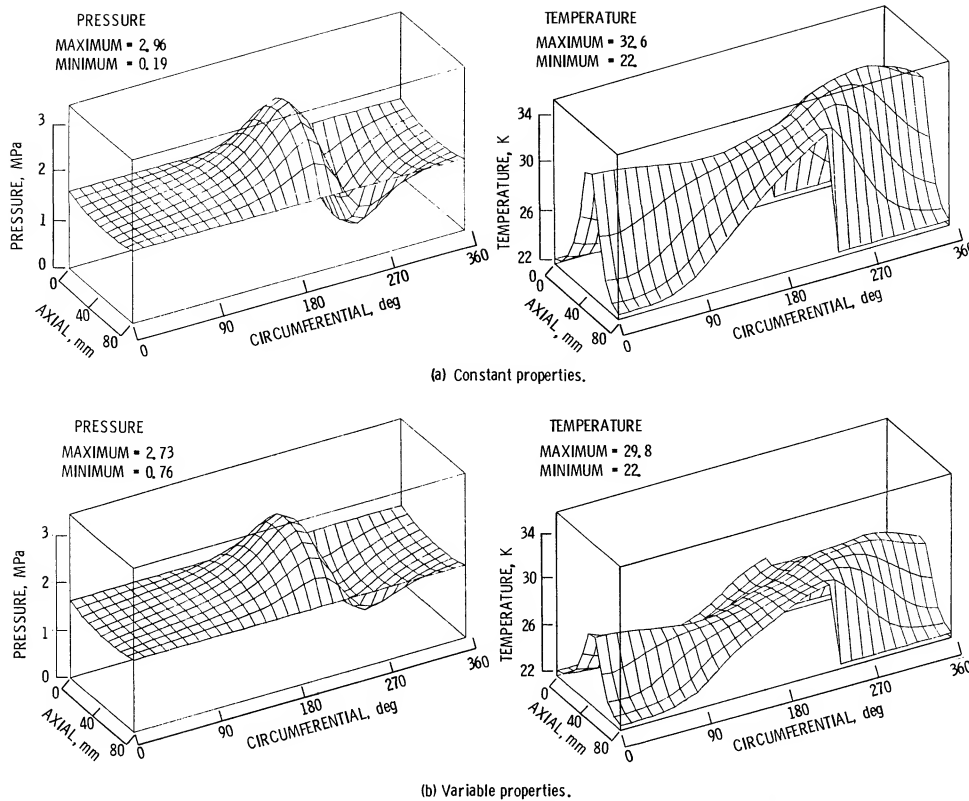 PRESSURE
MAXIMUM = 2.96
MINIMUM = 0.19
PRESSURE, MPa
3
2
1
0
0
40
80
AXIAL, mm
0
90
180
270
360
CIRCUMFERENTIAL, deg
TEMPERATURE
MAXIMUM = 32.6
MINIMUM = 22.
TEMPERATURE, K
34
30
26
22
0
40
80
AXIAL, mm
0
90
180
270
360
CIRCUMFERENTIAL, deg
(a) Constant properties.
PRESSURE
MAXIMUM = 2.73
MINIMUM = 0.76
PRESSURE, MPa
3
2
1
0
0
40
80
AXIAL, mm
0
90
180
270
360
CIRCUMFERENTIAL, deg
TEMPERATURE
MAXIMUM = 29.8
MINIMUM = 22.
TEMPERATURE, K
34
30
26
22
0
40
80
AXIAL, mm
0
90
180
270
360
CIRCUMFERENTIAL, deg
(b) Variable properties.